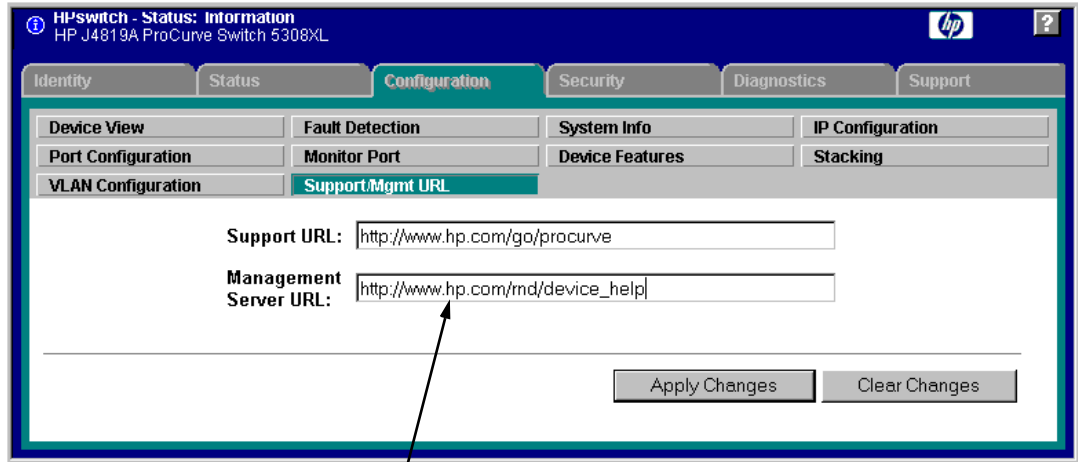 HPswitch - Status: Information
HP J4819A ProCurve Switch 5308XL
hp
?
Identity Status Configuration Security Diagnostics Support
Device View Fault Detection System Info IP Configuration
Port Configuration Monitor Port Device Features Stacking
VLAN Configuration Support/Mgmt URL
Support URL: http://www.hp.com/go/procurve
Management
Server URL: http://www.hp.com/rnd/device_help
Apply Changes Clear Changes